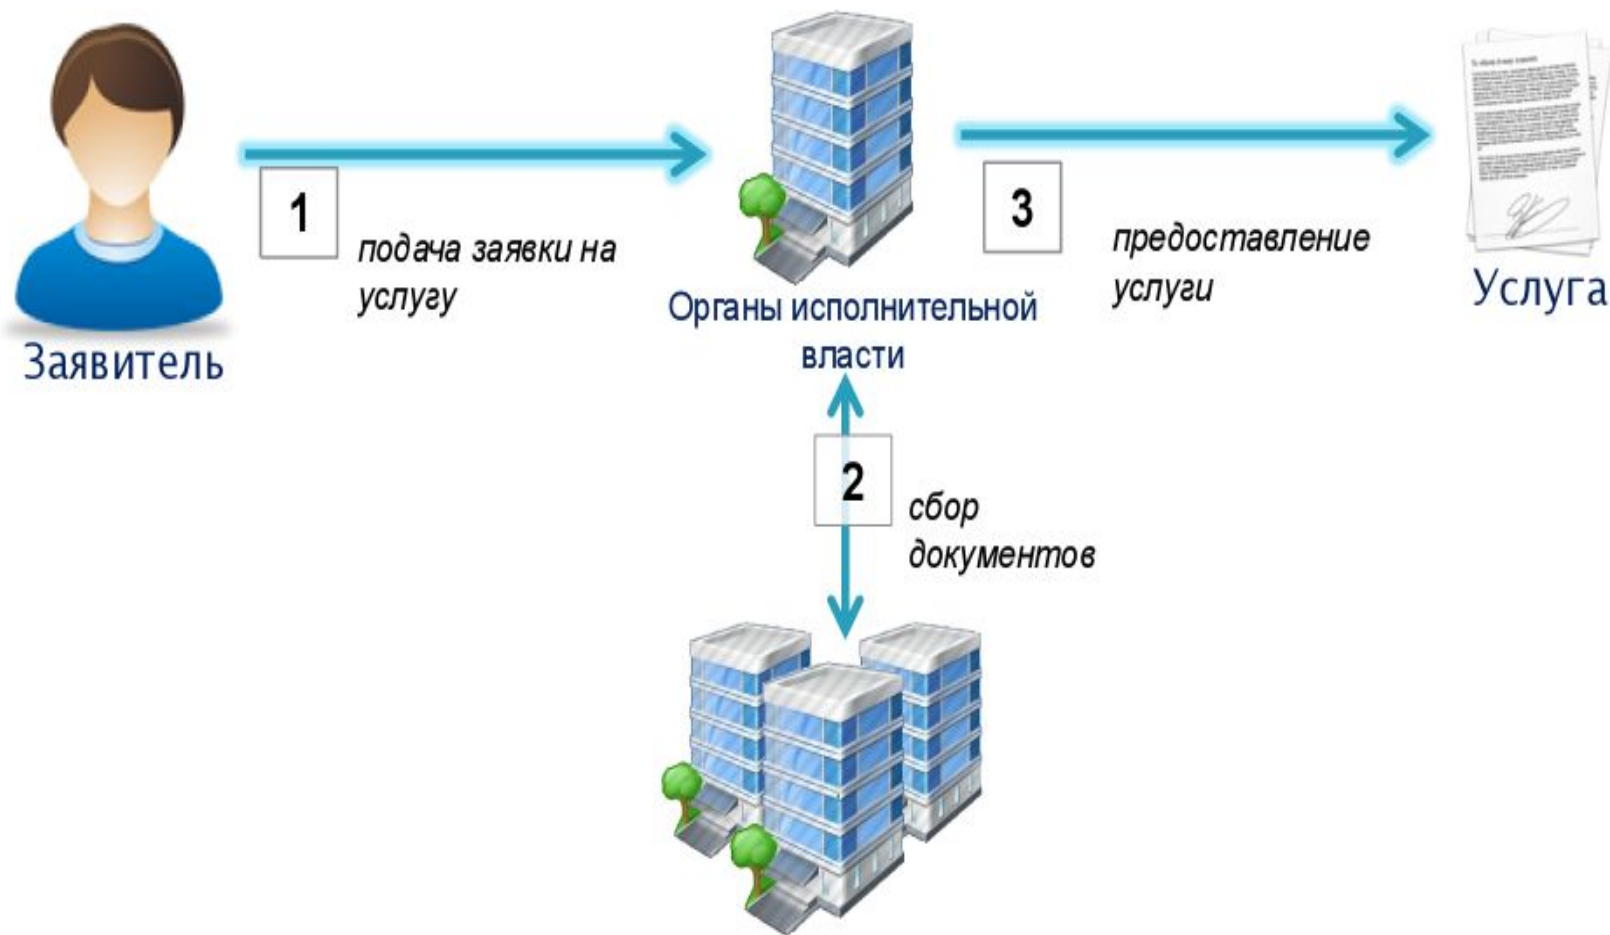 1
подача заявки на
услугу
Заявитель
Органы исполнительной
власти
3
предоставление
услуги
Услуга
2
сбор
документов